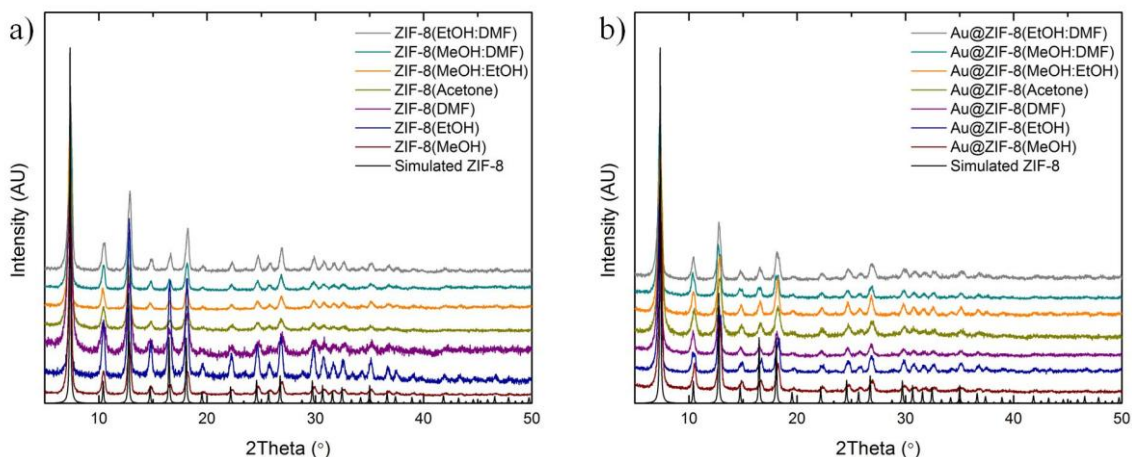 a)
ZIF-8(EtOH:DMF)
ZIF-8(MeOH:DMF)
ZIF-8(MeOH:EtOH)
ZIF-8(Acetone)
ZIF-8(DMF)
ZIF-8(EtOH)
ZIF-8(MeOH)
Simulated ZIF-8
Intensity (AU)
10 20 30 40 50
2Theta (°)
b)
Au@ZIF-8(EtOH:DMF)
Au@ZIF-8(MeOH:DMF)
Au@ZIF-8(MeOH:EtOH)
Au@ZIF-8(Acetone)
Au@ZIF-8(DMF)
Au@ZIF-8(EtOH)
Au@ZIF-8(MeOH)
Simulated ZIF-8
Intensity (AU)
10 20 30 40 50
2Theta (°)